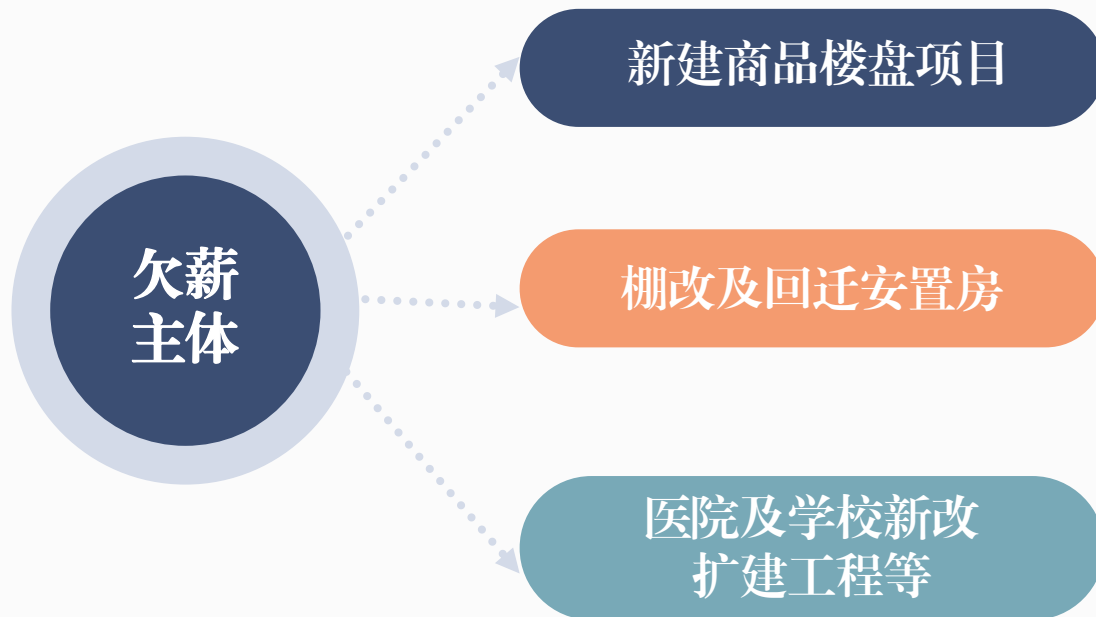 欠薪
主体
新建商品楼盘项目
棚改及回迁安置房
医院及学校新改
扩建工程等